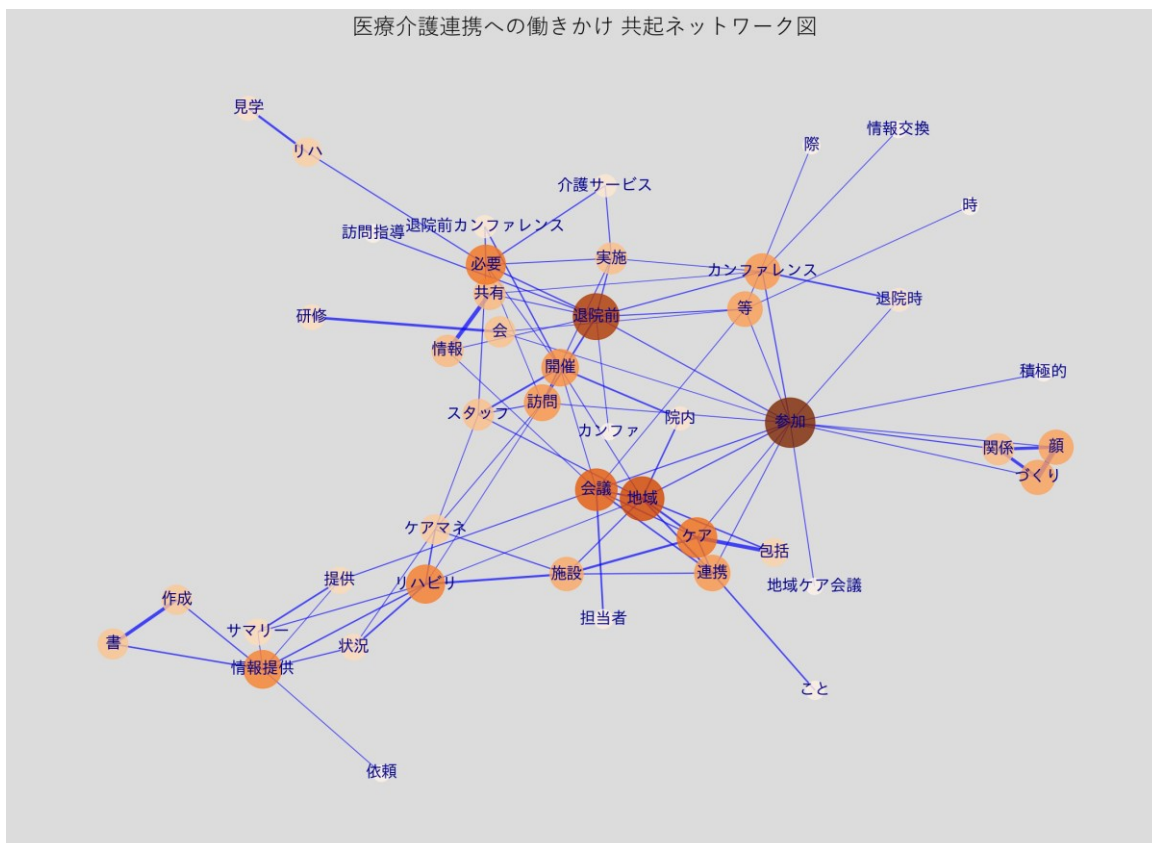 医療介護連携への働きかけ 共起ネットワーク図
見学
情報交換
際
リハ
介護サービス
時
退院前カンファレンス
訪問指導
実施
必要
カンファレンス
共有
退院時
等
研修
退院前
会
情報
開催
積極的
訪問
スタッフ
院内
参加
カンファ
関係
顔
づくり
会議
地域
ケアマネ
ケア
包括
施設
連携
提供
リハビリ
地域ケア会議
作成
担当者
サマリー
書
状況
情報提供
こと
依頼